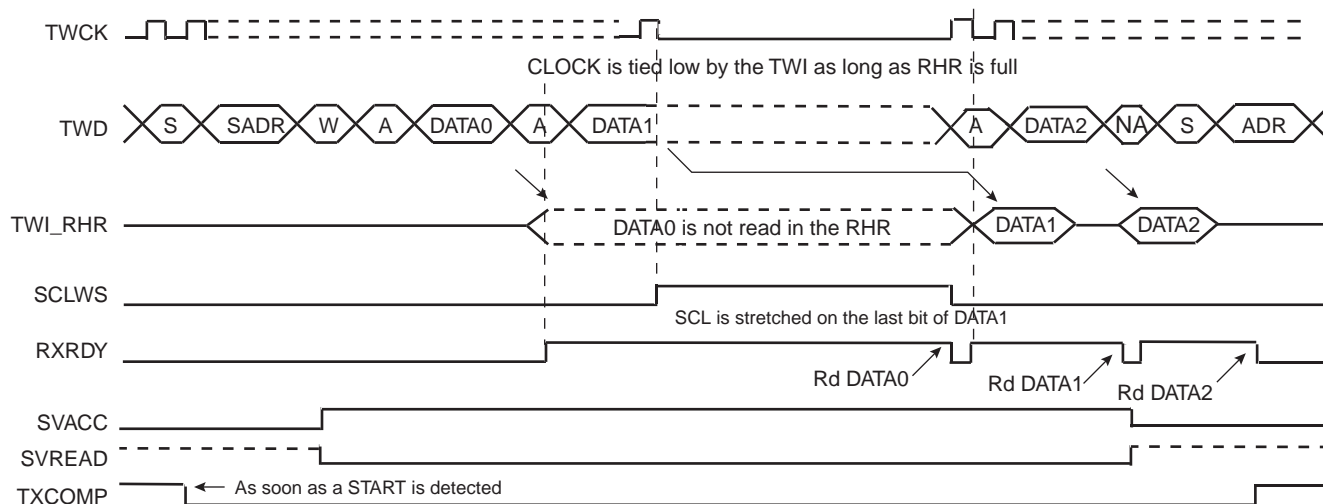 TWCK
CLOCK is tied low by the TWI as long as RHR is full
TWD S SADR W A DATA0 A DATA1 A DATA2 NA S ADR
TWI_RHR DATA0 is not read in the RHR DATA1 DATA2
SCLWS
SCL is stretched on the last bit of DATA1
RXRDY
Rd DATA0 Rd DATA1 Rd DATA2
SVACC
SVREAD
TXCOMP As soon as a START is detected